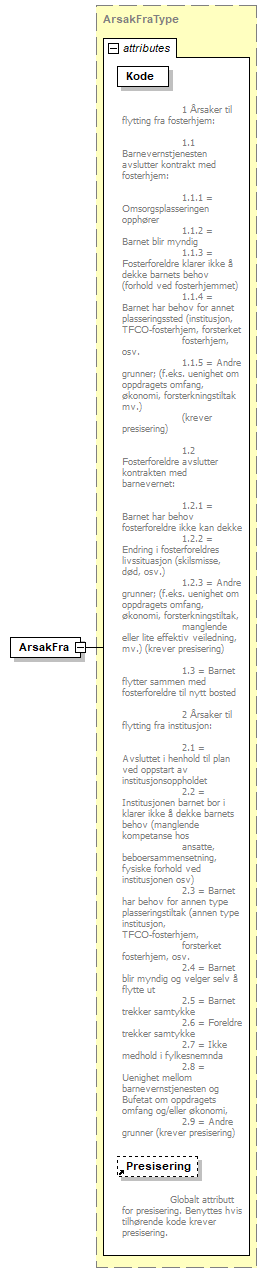 ArsakFraType
attributes
Kode
1 Årsaker til
flytting fra fosterhjem:
1.1
Barnevernstjenesten
avslutter kontrakt med
fosterhjem:
1.1.1 =
Omsorgsplasseringen
opphører
1.1.2 =
Barnet blir myndig
1.1.3 =
Fosterforeldre klarer ikke å
dekke barnets behov
(forhold ved fosterhjemmet)
1.1.4 =
Barnet har behov for annet
plasseringssted (institusjon,
TFCO-fosterhjem, forsterket
fosterhjem,
osv.
1.1.5 = Andre
grunner; (f.eks. uenighet om
oppdragets omfang,
økonomi, forsterkningstiltak
mv.)
(krever
presisering)
1.2
Fosterforeldre avslutter
kontrakten med
barnevernet:
1.2.1 =
Barnet har behov
fosterforeldre ikke kan dekke
1.2.2 =
Endring i fosterforeldres
livssituasjon (skilsmisse,
død, osv.)
1.2.3 = Andre
grunner; (f.eks. uenighet om
oppdragets omfang,
økonomi, forsterkningstiltak,
manglende
eller lite effektiv veiledning,
mv.) (krever presisering)
1.3 = Barnet
flytter sammen med
fosterforeldre til nytt bosted
2 Årsaker til
flytting fra institusjon:
2.1 =
Avsluttet i henhold til plan
ved oppstart av
institusjonsoppholdet
2.2 =
Institusjonen barnet bor i
klarer ikke å dekke barnets
behov (manglende
kompetanse hos
ansatte,
beboersammensetning,
fysiske forhold ved
institusjonen osv)
2.3 = Barnet
har behov for annen type
plasseringstiltak (annen type
institusjon,
TFCO-fosterhjem,
forsterket
fosterhjem, osv.
2.4 = Barnet
blir myndig og velger selv å
flytte ut
2.5 = Barnet
trekker samtykke
2.6 = Foreldre
trekker samtykke
2.7 = Ikke
medhold i fylkesnemnda
2.8 =
Uenighet mellom
barnevernstjenesten og
Bufetat om oppdragets
omfang og/eller økonomi,
2.9 = Andre
grunner (krever presisering)
ArsakFra
Presisering
Globalt attributt
for presisering. Benyttes hvis
tilhørende kode krever
presisering.